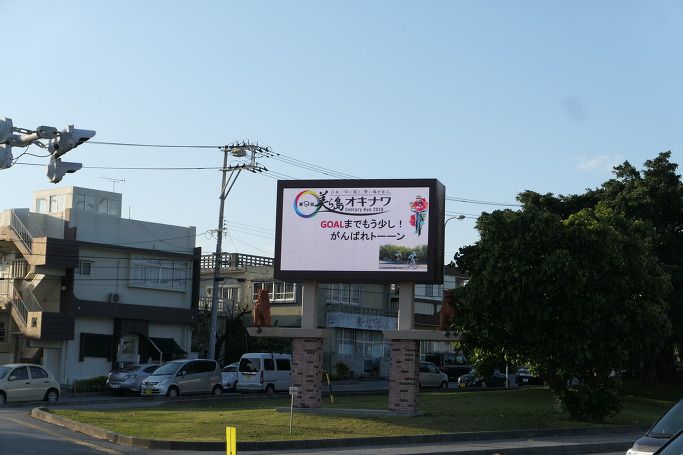 第9回 美ら島オキナワ
Century Run 2018
GOALまでもう少し！
がんばれトーーン